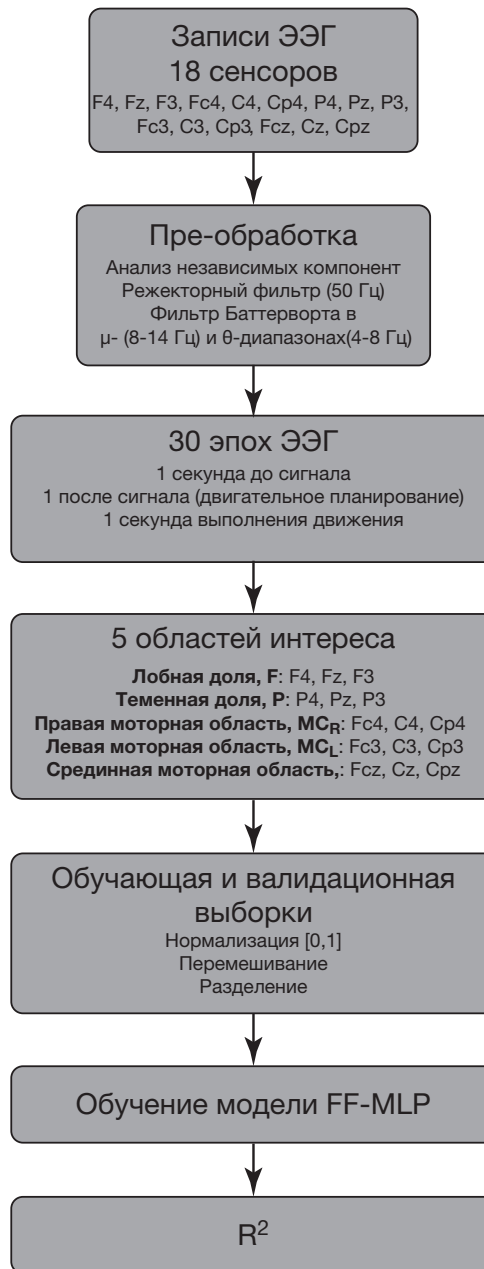 Записи ЭЭГ
18 сенсоров
F4, Fz, F3, Fc4, C4, Cp4, P4, Pz, P3,
Fc3, C3, Cp3, Fcz, Cz, Cpz
Пре-обработка
Анализ независимых компонент
Режекторный фильтр (50 Гц)
Фильтр Баттерворта в
μ- (8-14 Гц) и θ-диапазонах(4-8 Гц)
30 эпох ЭЭГ
1 секунда до сигнала
1 после сигнала (двигательное планирование)
1 секунда выполнения движения
5 областей интереса
Лобная доля, F: F4, Fz, F3
Теменная доля, P: P4, Pz, P3
Правая моторная область, MC_R: Fc4, C4, Cp4
Левая моторная область, MC_L: Fc3, C3, Cp3
Срединная моторная область,: Fcz, Cz, Cpz
Обучающая и валидационная
выборки
Нормализация [0,1]
Перемешивание
Разделение
Обучение модели FF-MLP
R²